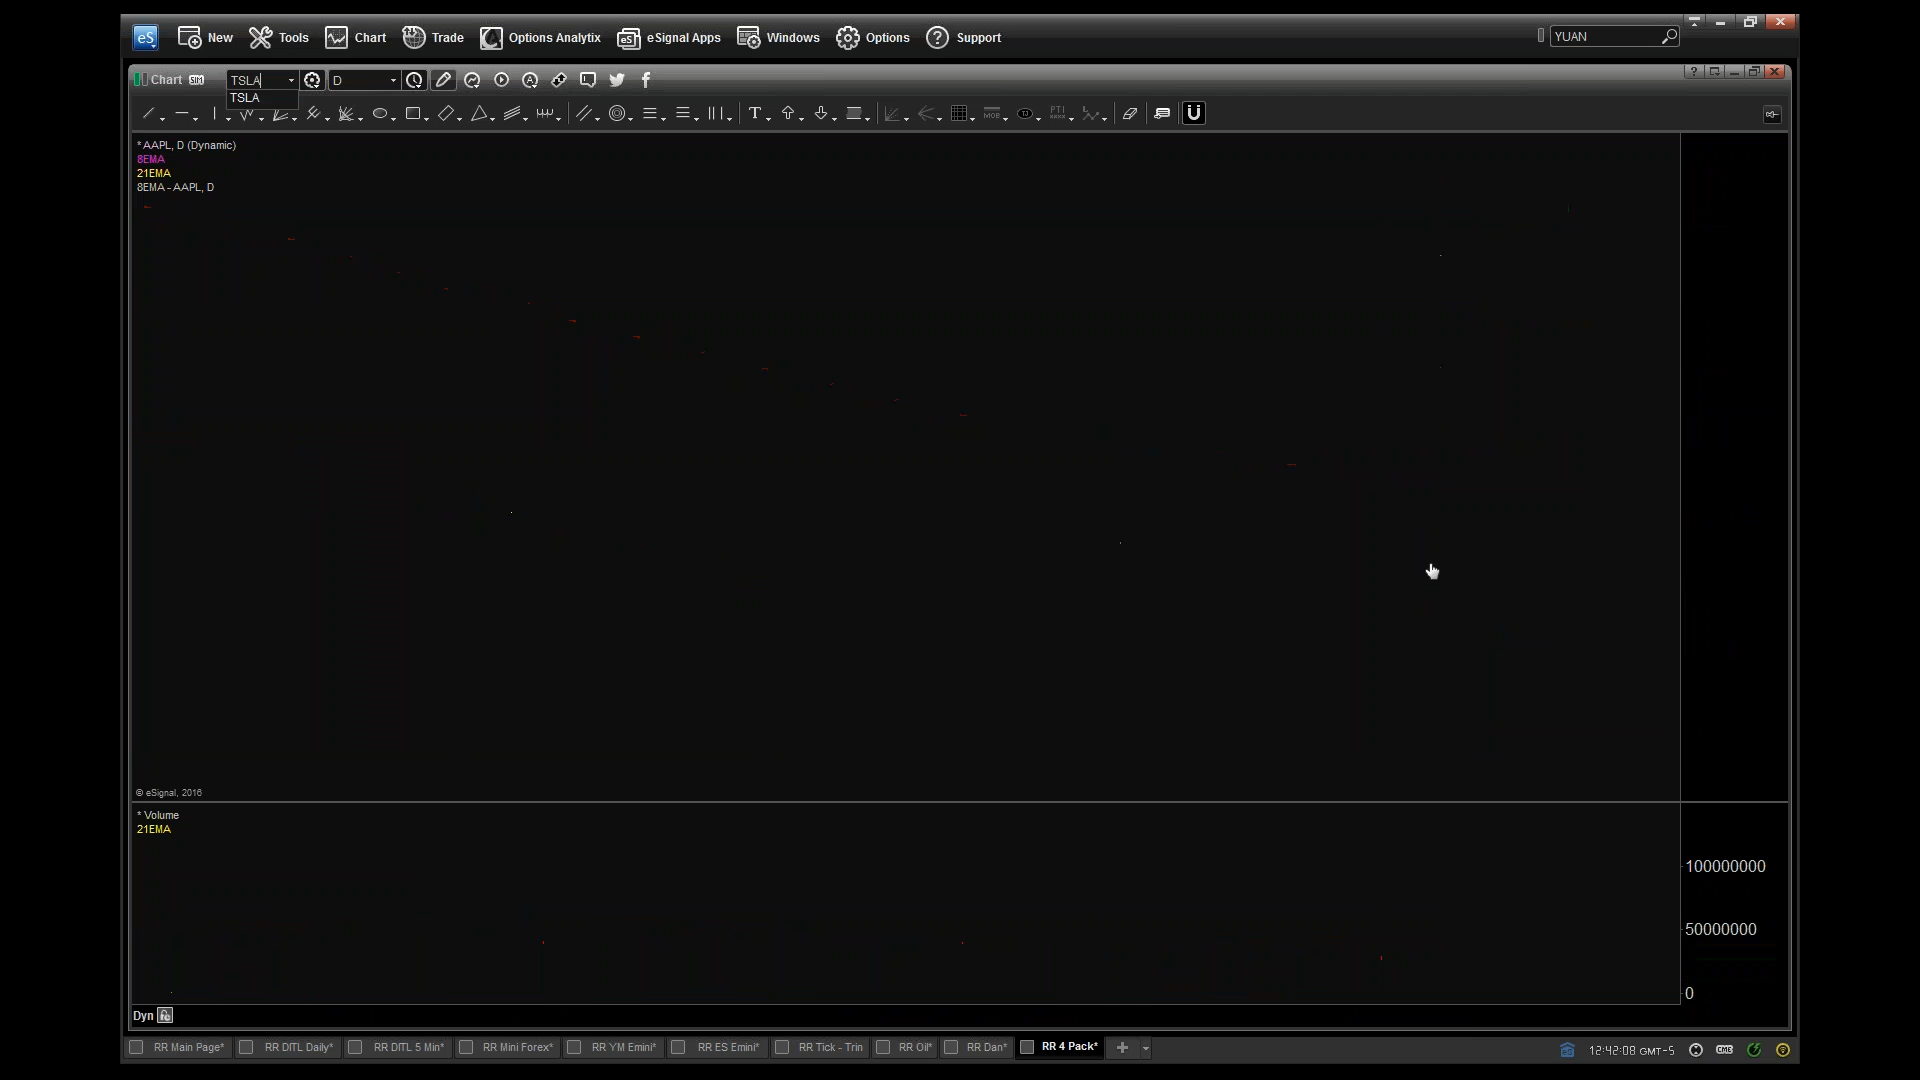 eS New Tools Chart Trade Options Analytix eSignal Apps Windows Options Support YUAN
Chart SIM TSLA D
TSLA
* AAPL, D (Dynamic)
8EMA
21EMA
8EMA - AAPL, D
© eSignal, 2016
* Volume
21EMA
100000000
50000000
0
Dyn
RR Main Page* RR DITL Daily* RR DITL 5 Min* RR Mini Forex* RR YM Emini* RR ES Emini* RR Tick - Trin RR Oil* RR Dan* RR 4 Pack*
12:42:08 GMT-5 CME